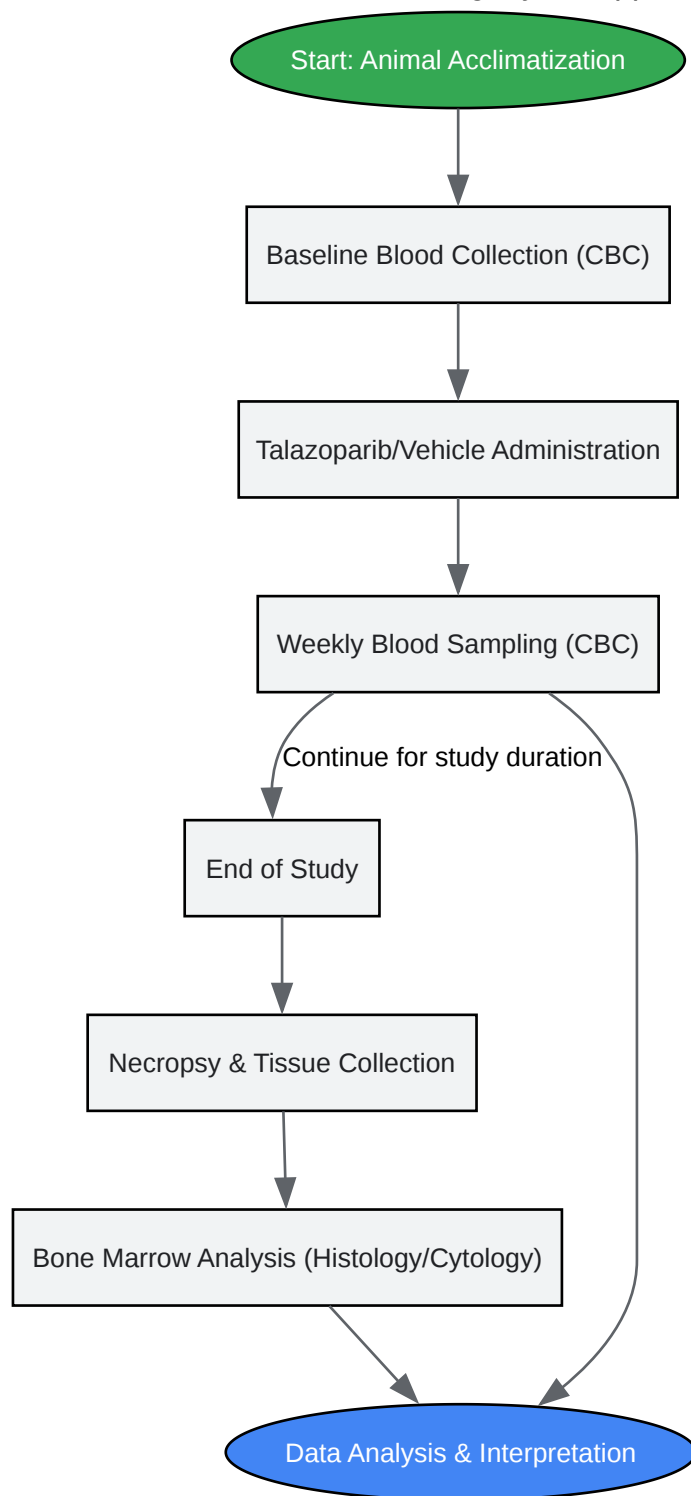 Start: Animal Acclimatization
Baseline Blood Collection (CBC)
Talazoparib/Vehicle Administration
Weekly Blood Sampling (CBC)
Continue for study duration
End of Study
Necropsy & Tissue Collection
Bone Marrow Analysis (Histology/Cytology)
Data Analysis & Interpretation